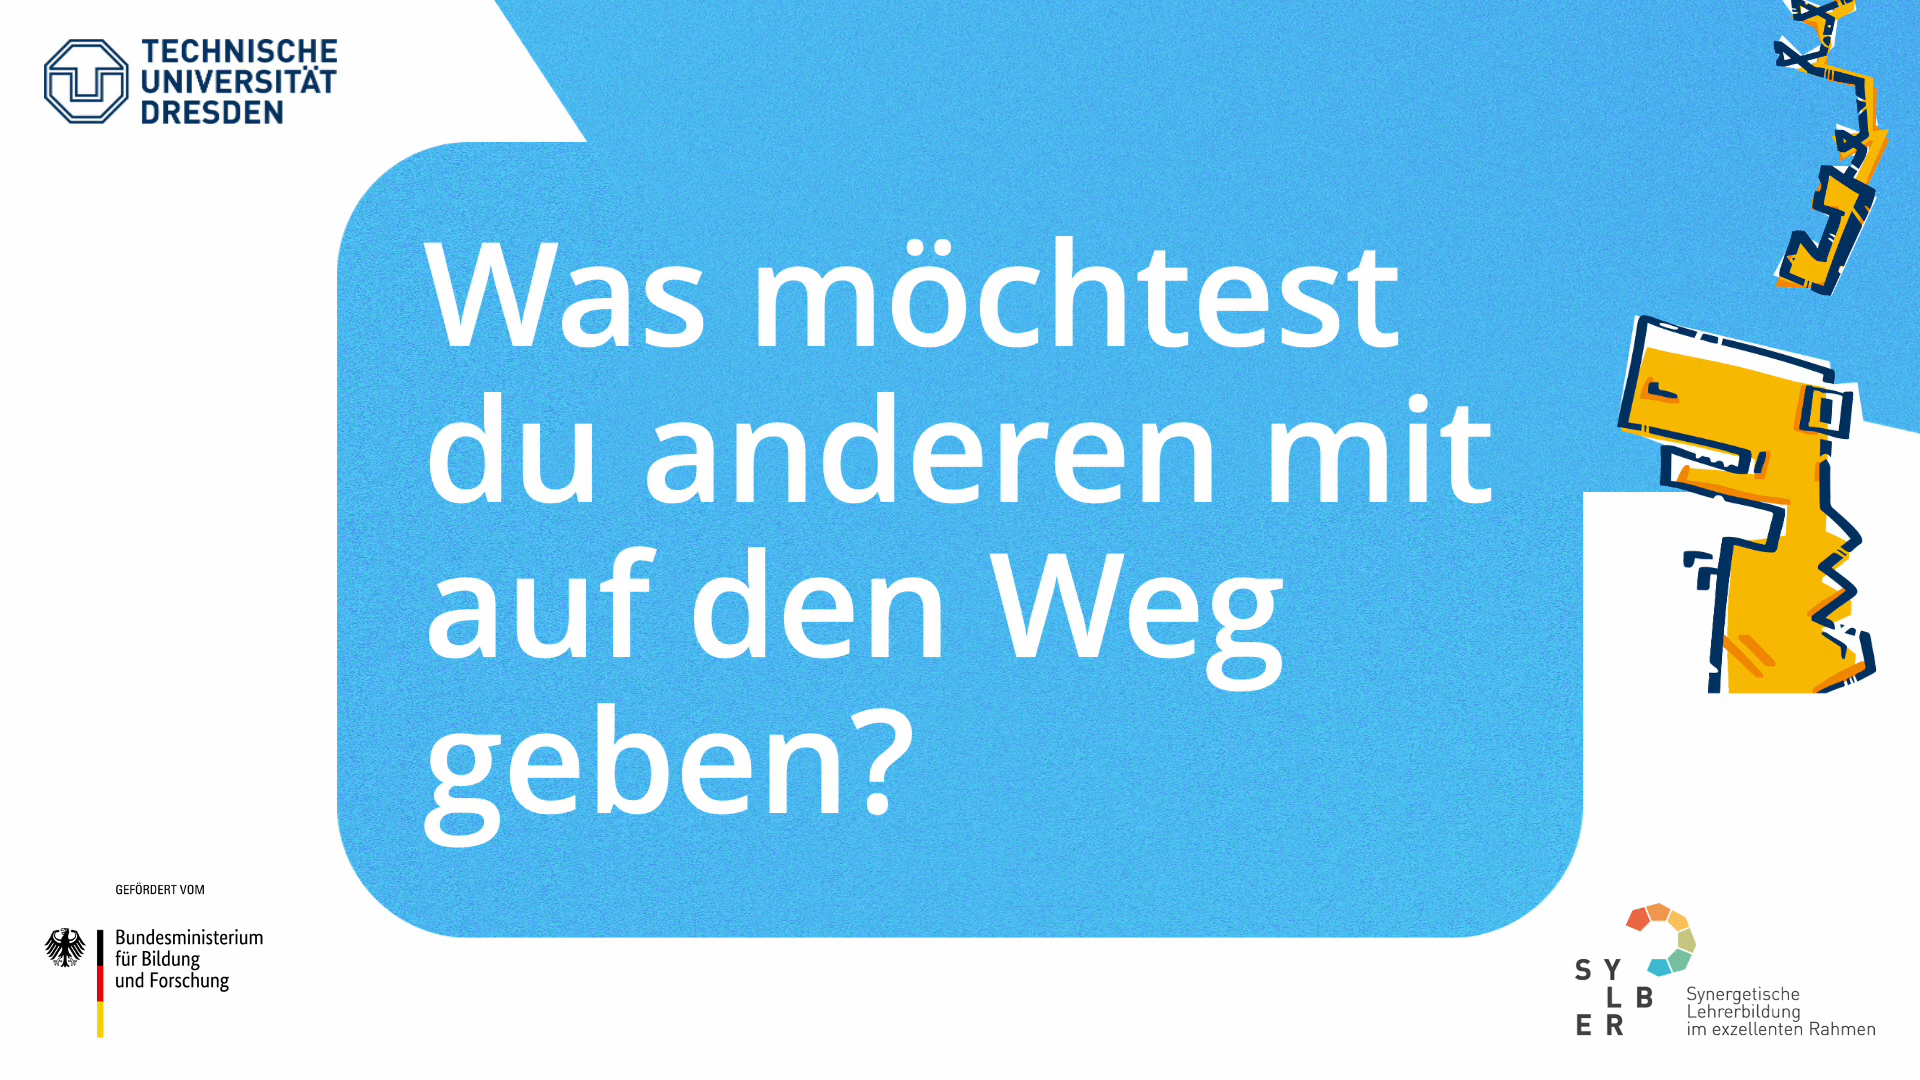 TECHNISCHE
UNIVERSITÄT
DRESDEN
Was möchtest
du anderen mit
auf den Weg
geben?
GEFÖRDERT VOM
Bundesministerium
für Bildung
und Forschung
S Y
L B
E R
Synergetische
Lehrerbildung
im exzellenten Rahmen